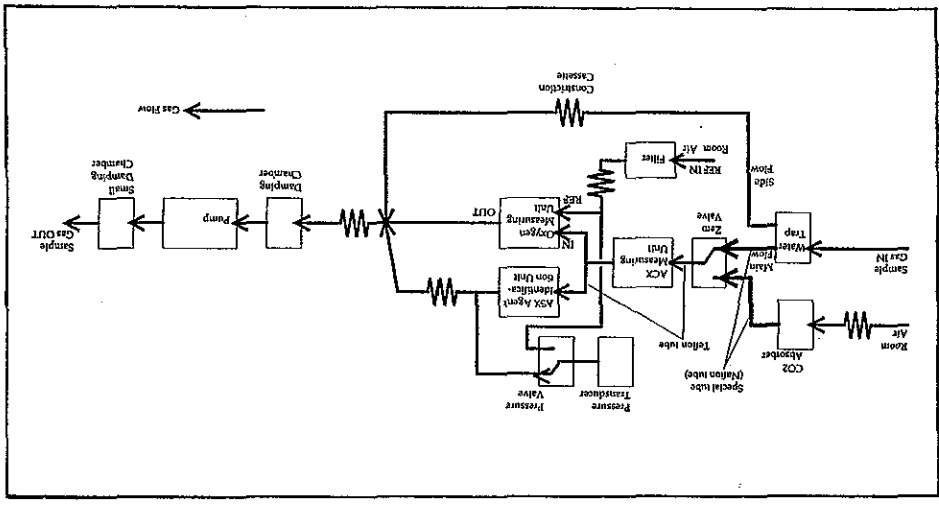 Pressure
Transducer
Pressure
Valve
CO2
Absorber
Room
Air
Special tube
(Nafion tube)
Teflon tube
Sample
Gas IN
Water
Trap
Main
Flow
Side
Flow
Zero
Valve
ACX
Measuring
Unit
ASX Agent
Identifica-
tion Unit
IN
Oxygen
Measuring
Unit
REF
OUT
REF IN
Room Air
Filter
Cassette
Constriction
Damping
Chamber
Pump
Small
Damping
Chamber
Sample
Gas OUT
Gas Flow